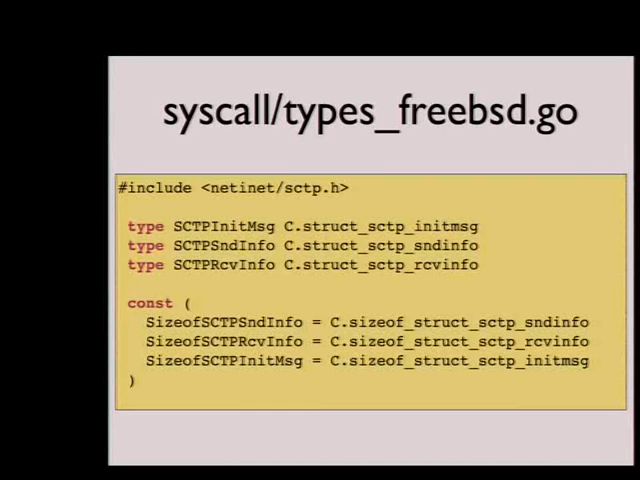 syscall/types_freebsd.go
#include <netinet/sctp.h>
type SCTPInitMsg C.struct_sctp_initmsg
type SCTPSndInfo C.struct_sctp_sndinfo
type SCTPRcvInfo C.struct_sctp_rcvinfo
const (
SizeofSCTPSndInfo = C.sizeof_struct_sctp_sndinfo
SizeofSCTPRcvInfo = C.sizeof_struct_sctp_rcvinfo
SizeofSCTPInitMsg = C.sizeof_struct_sctp_initmsg
)